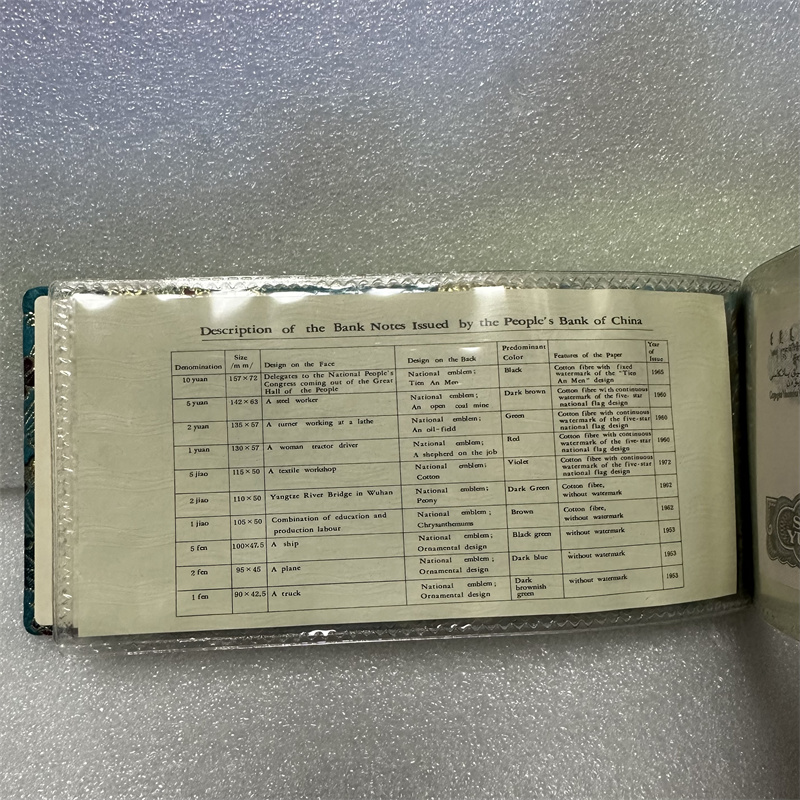 Description of the Bank Notes Issued by the People's Bank of China
Denomination Size /mm/ Design on the Face Design on the Back Predominant Color Features of the Paper Year of Issue
10 yuan 157×72 Delegates to the National People's Congress coming out of the Great Hall of the People National emblem; Tien An Men Black Cotton fibre with fixed watermark of the "Tien An Men" design 1965
5 yuan 142×63 A steel worker National emblem; An open coal mine Dark brown Cotton fibre with continuous watermark of the five-star national flag design 1960
2 yuan 135×57 A turner working at a lathe National emblem; An oil-field Green Cotton fibre with continuous watermark of the five-star national flag design 1960
1 yuan 130×57 A woman tractor driver National emblem; A shepherd on the job Red Cotton fibre with continuous watermark of the five-star national flag design 1960
5 jiao 115×50 A textile workshop National emblem; Cotton Violet Cotton fibre with continuous watermark of the five-star national flag design 1972
2 jiao 110×50 Yangtze River Bridge in Wuhan National emblem; Peony Dark Green Cotton fibre, without watermark 1962
1 jiao 105×50 Combination of education and production labour National emblem; Chrysanthemums Brown Cotton fibre, without watermark 1962
5 fen 100×47.5 A ship National emblem; Ornamental design Black green without watermark 1953
2 fen 95×45 A plane National emblem; Ornamental design Dark blue without watermark 1953
1 fen 90×42.5 A truck National emblem; Ornamental design Dark brownish green without watermark 1953